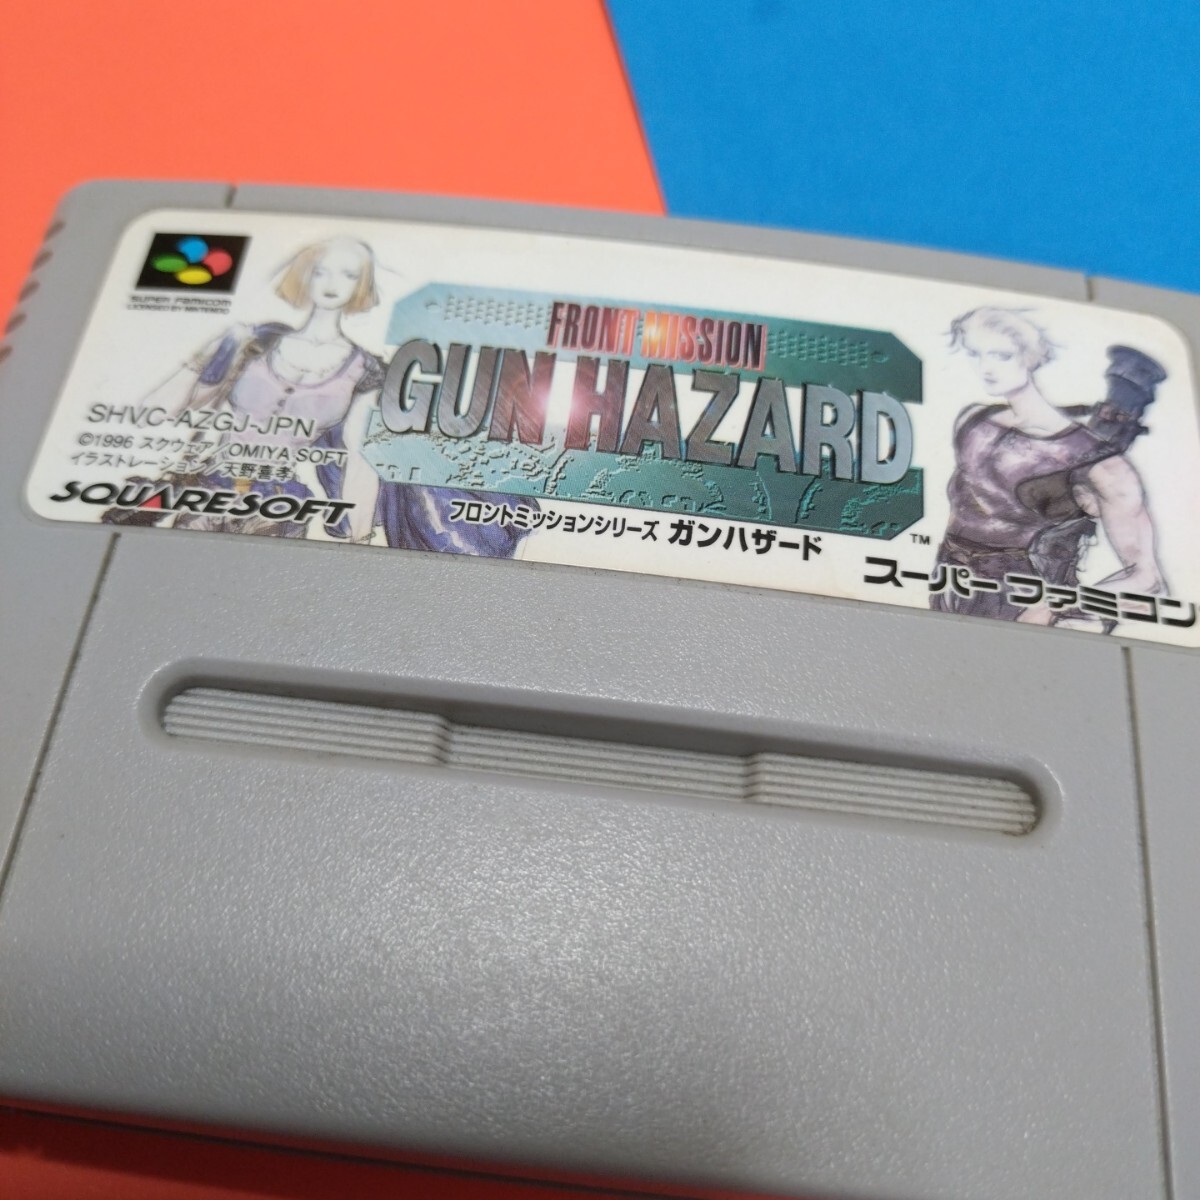 SUPER FAMICOM
LICENSED BY NINTENDO
FRONT MISSION
GUN HAZARD
SHVC-AZGJ-JPN
©1996 スクウェア／OMIYA SOFT
イラストレーション／天野喜孝
SQUARESOFT
フロントミッションシリーズ ガンハザード
TM
スーパーファミコン